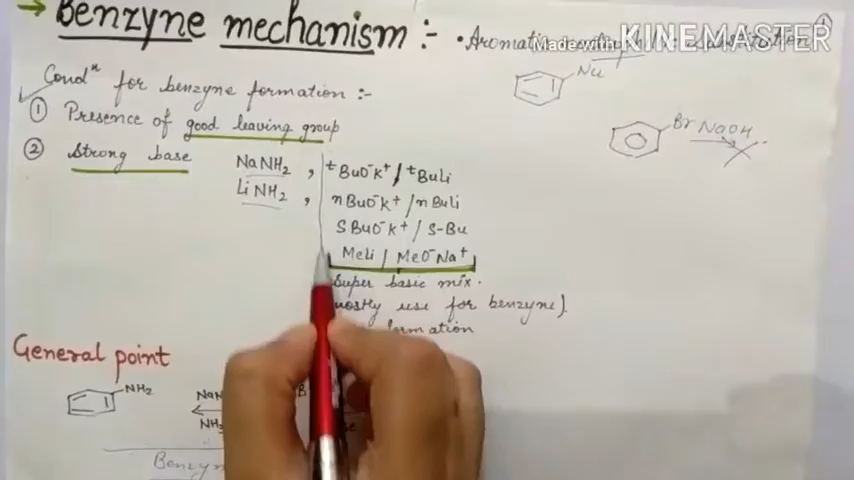 → Benzyne mechanism :- • Aromatic
Made with KINEMASTER
Condⁿ for benzyne formation :-
① Presence of good leaving group
② Strong base
NaNH₂ , ᵗBuO⁻K⁺ / ᵗBuLi
LiNH₂ , nBuO⁻K⁺ / nBuLi
SBuO⁻K⁺ / S-Bu
MeLi / MeO⁻Na⁺
Super basic mix.
use for benzyne)
formation
Nu
Br NaOH
General point
NH₂
NH₃